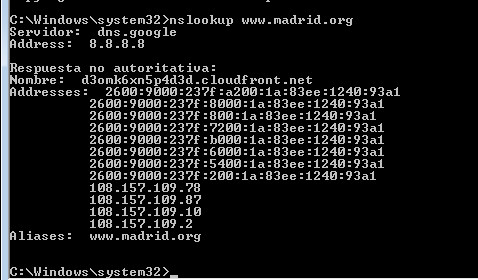 C:\Windows\system32>nslookup www.madrid.org
Servidor:  dns.google
Address:  8.8.8.8
Respuesta no autoritativa:
Nombre:  d3omk6xn5p4d3d.cloudfront.net
Addresses:  2600:9000:237f:a200:1a:83ee:1240:93a1
2600:9000:237f:8000:1a:83ee:1240:93a1
2600:9000:237f:800:1a:83ee:1240:93a1
2600:9000:237f:7200:1a:83ee:1240:93a1
2600:9000:237f:b000:1a:83ee:1240:93a1
2600:9000:237f:6000:1a:83ee:1240:93a1
2600:9000:237f:5400:1a:83ee:1240:93a1
2600:9000:237f:200:1a:83ee:1240:93a1
108.157.109.78
108.157.109.87
108.157.109.10
108.157.109.2
Aliases:  www.madrid.org
C:\Windows\system32>_